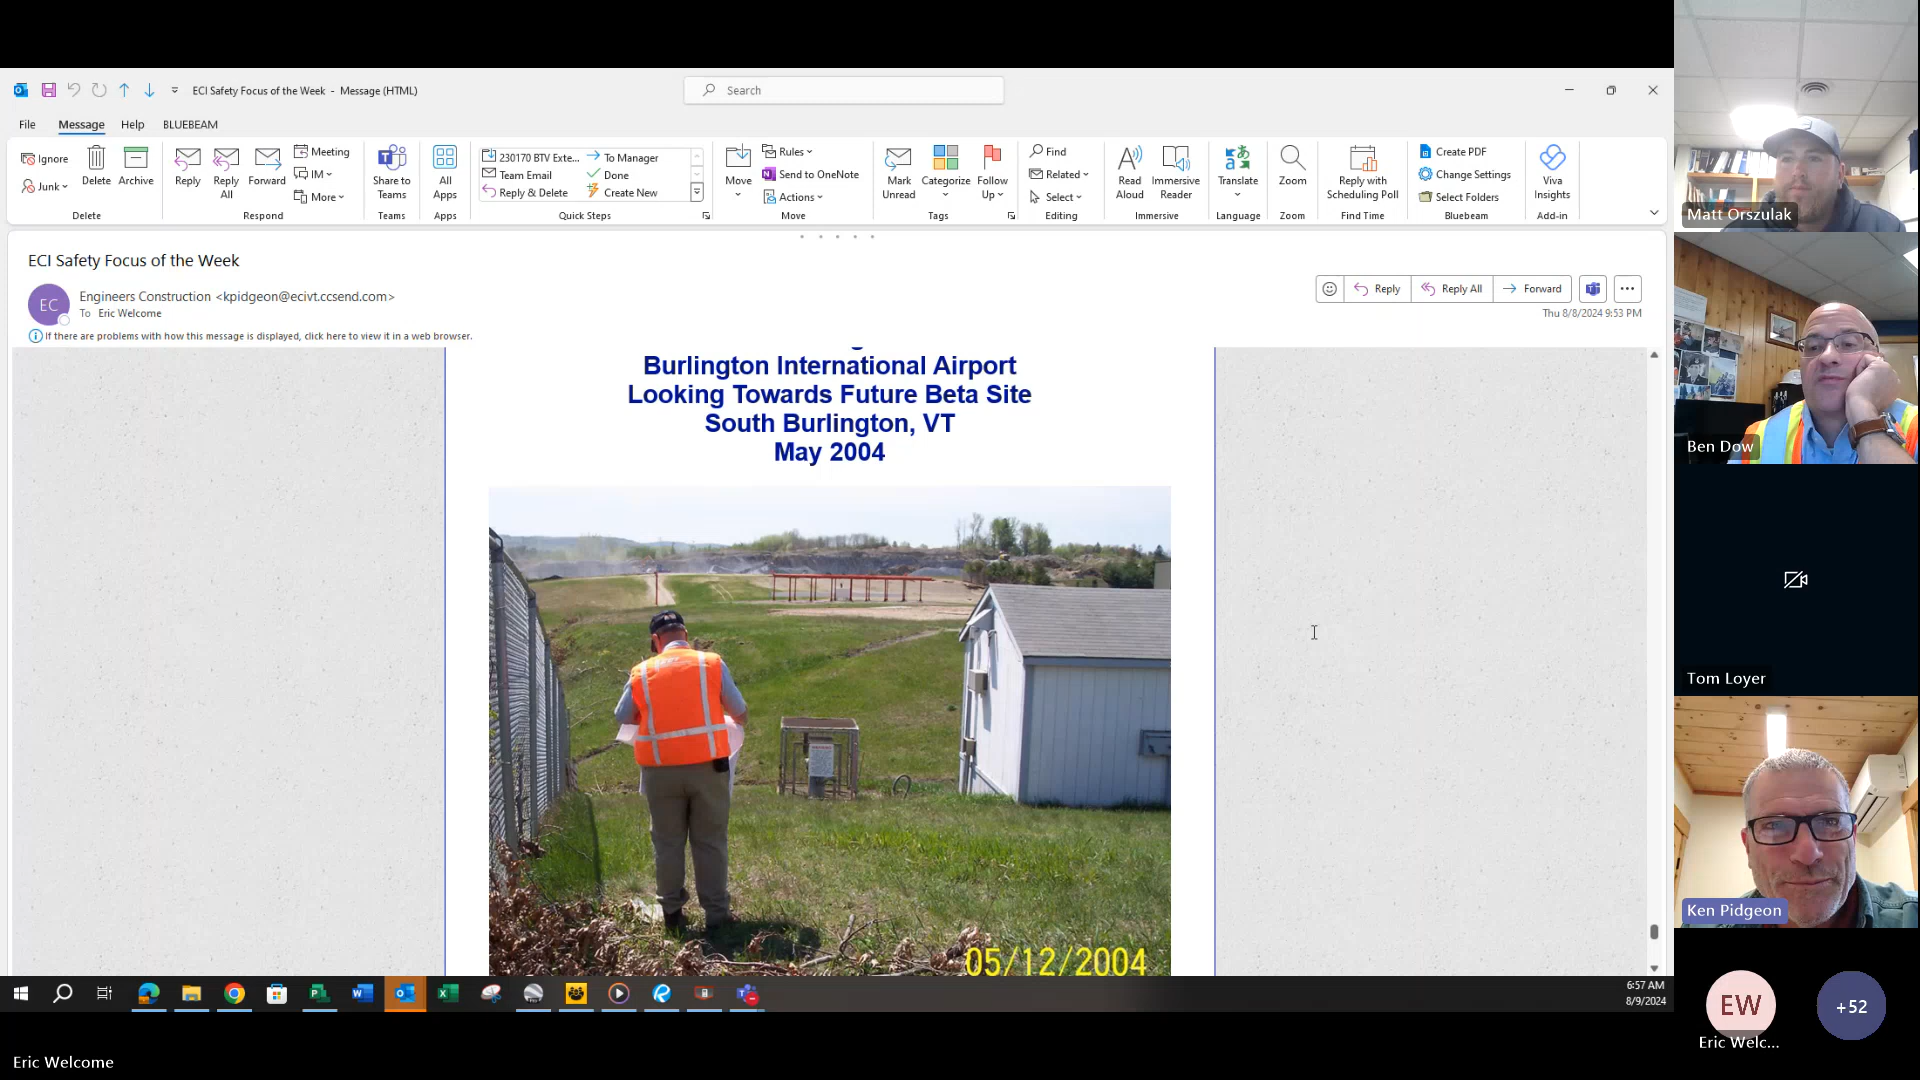 ECI Safety Focus of the Week - Message (HTML)
Search
File Message Help BLUEBEAM
Ignore
Junk
Delete
Archive
Delete
Reply
Reply All
Forward
Meeting
IM
More
Respond
Share to Teams
Teams
All Apps
Apps
230170 BTV Exte...
Team Email
Reply & Delete
To Manager
Done
Create New
Quick Steps
Move
Rules
Send to OneNote
Actions
Move
Mark Unread
Categorize
Follow Up
Tags
Find
Related
Select
Editing
Read Aloud
Immersive Reader
Immersive
Translate
Language
Zoom
Zoom
Reply with Scheduling Poll
Find Time
Create PDF
Change Settings
Select Folders
Bluebeam
Viva Insights
Add-in
ECI Safety Focus of the Week
EC
Engineers Construction <kpidgeon@ecivt.ccsend.com>
To Eric Welcome
Reply
Reply All
Forward
Thu 8/8/2024 9:53 PM
If there are problems with how this message is displayed, click here to view it in a web browser.
Burlington International Airport
Looking Towards Future Beta Site
South Burlington, VT
May 2004
05/12/2004
6:57 AM
8/9/2024
Eric Welcome
Matt Orszulak
Ben Dow
Tom Loyer
Ken Pidgeon
EW
Eric Welc...
+52